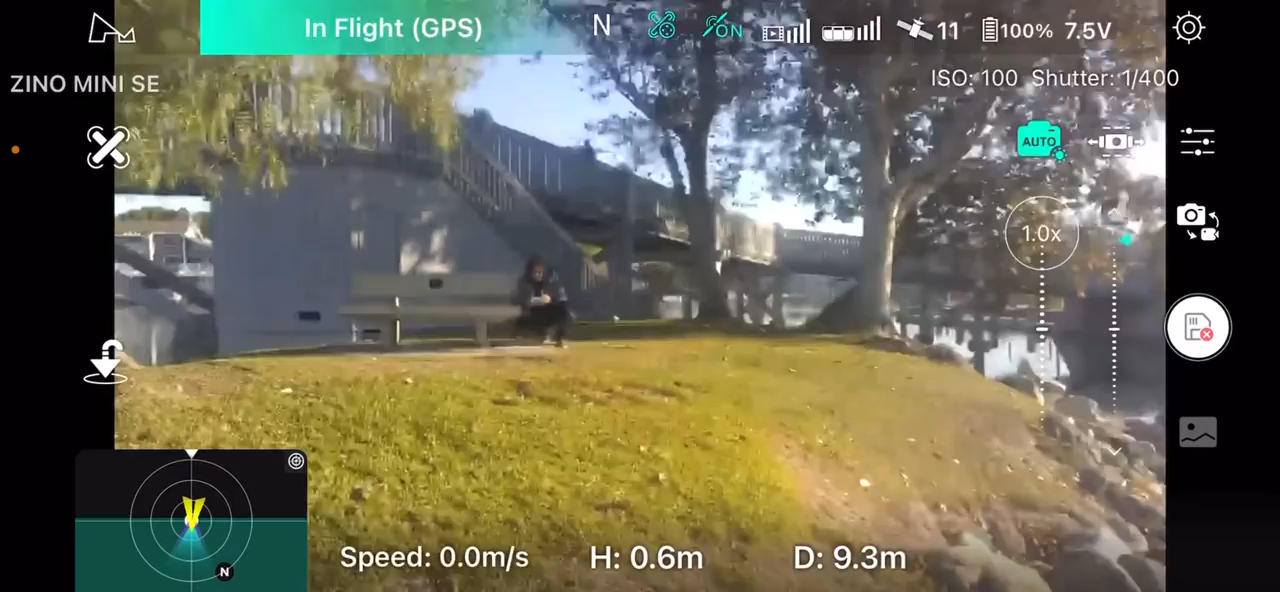 In Flight (GPS)
N
ON
11
100%
7.5V
ZINO MINI SE
ISO: 100 Shutter: 1/400
AUTO
1.0x
N
Speed: 0.0m/s
H: 0.6m
D: 9.3m